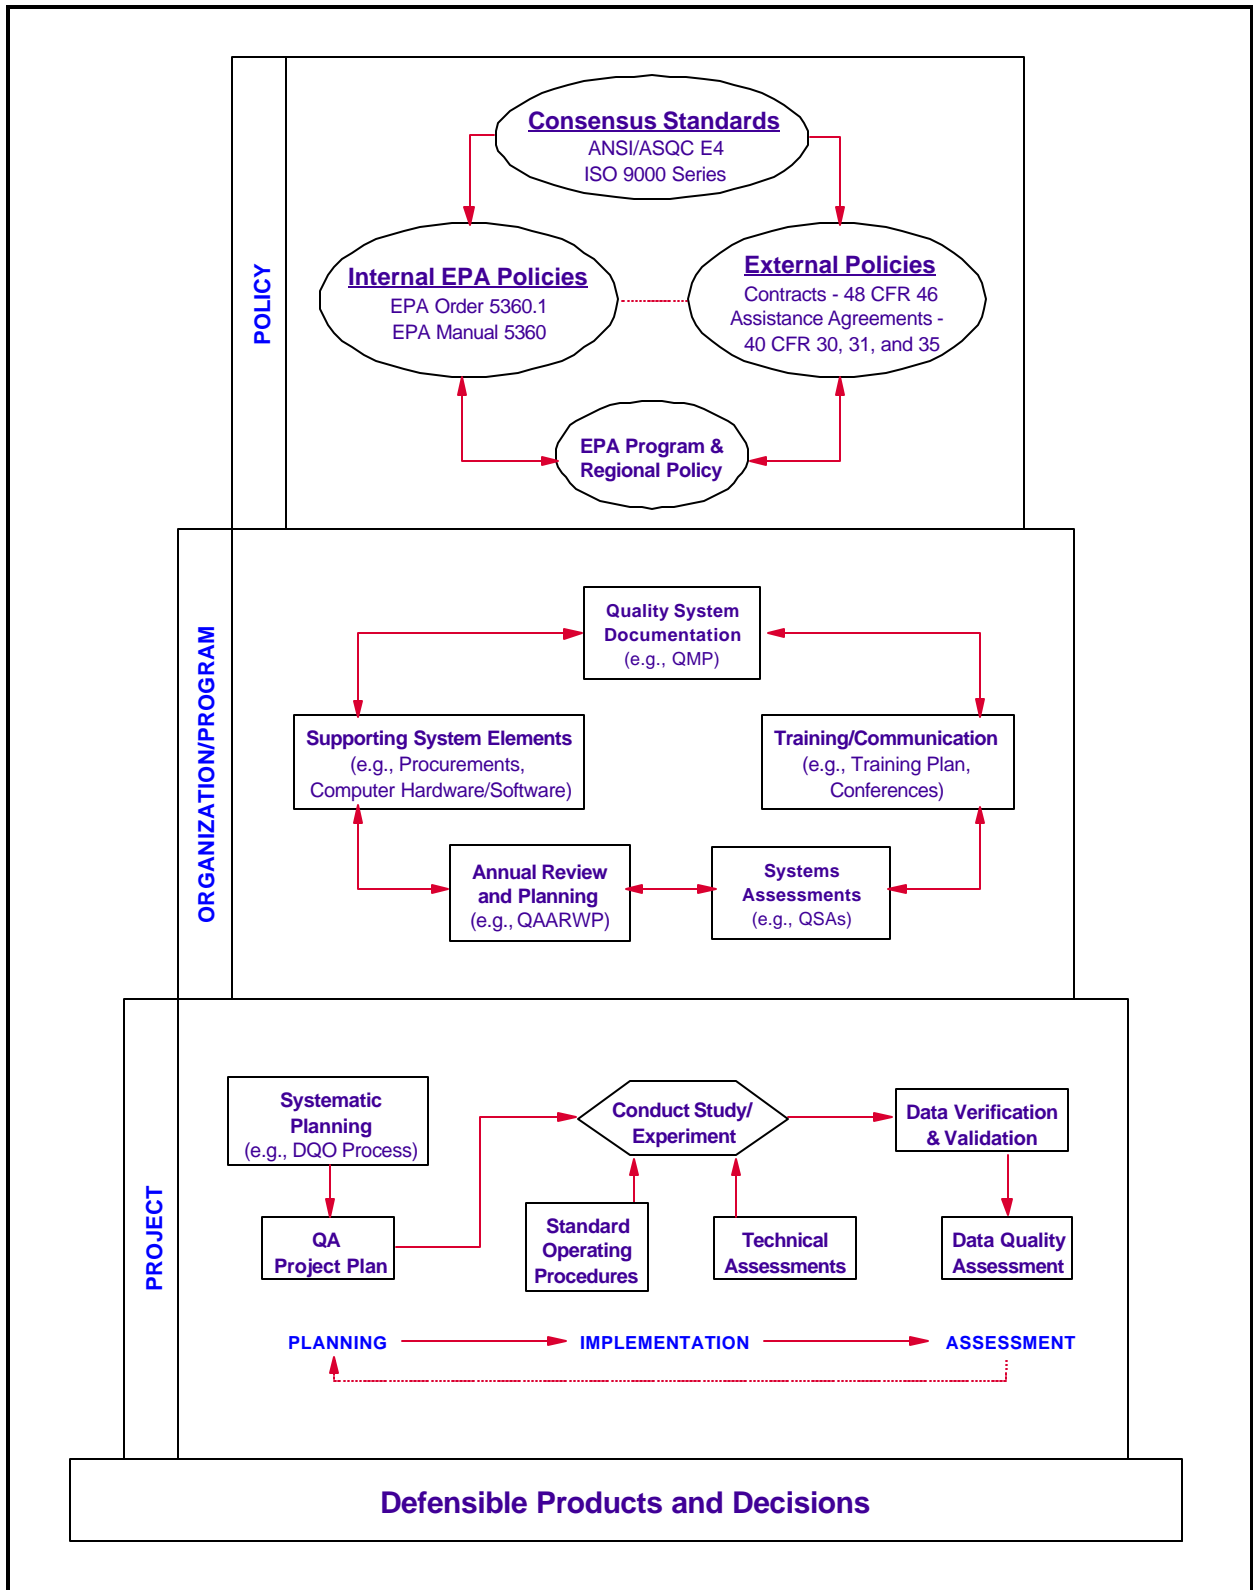 POLICY
Consensus Standards
ANSI/ASQC E4
ISO 9000 Series
Internal EPA Policies
EPA Order 5360.1
EPA Manual 5360
External Policies
Contracts - 48 CFR 46
Assistance Agreements -
40 CFR 30, 31, and 35
EPA Program &
Regional Policy
ORGANIZATION/PROGRAM
Quality System
Documentation
(e.g., QMP)
Supporting System Elements
(e.g., Procurements,
Computer Hardware/Software)
Training/Communication
(e.g., Training Plan,
Conferences)
Annual Review
and Planning
(e.g., QAARWP)
Systems
Assessments
(e.g., QSAs)
PROJECT
Systematic
Planning
(e.g., DQO Process)
Conduct Study/
Experiment
Data Verification
& Validation
QA
Project Plan
Standard
Operating
Procedures
Technical
Assessments
Data Quality
Assessment
PLANNING
IMPLEMENTATION
ASSESSMENT
Defensible Products and Decisions